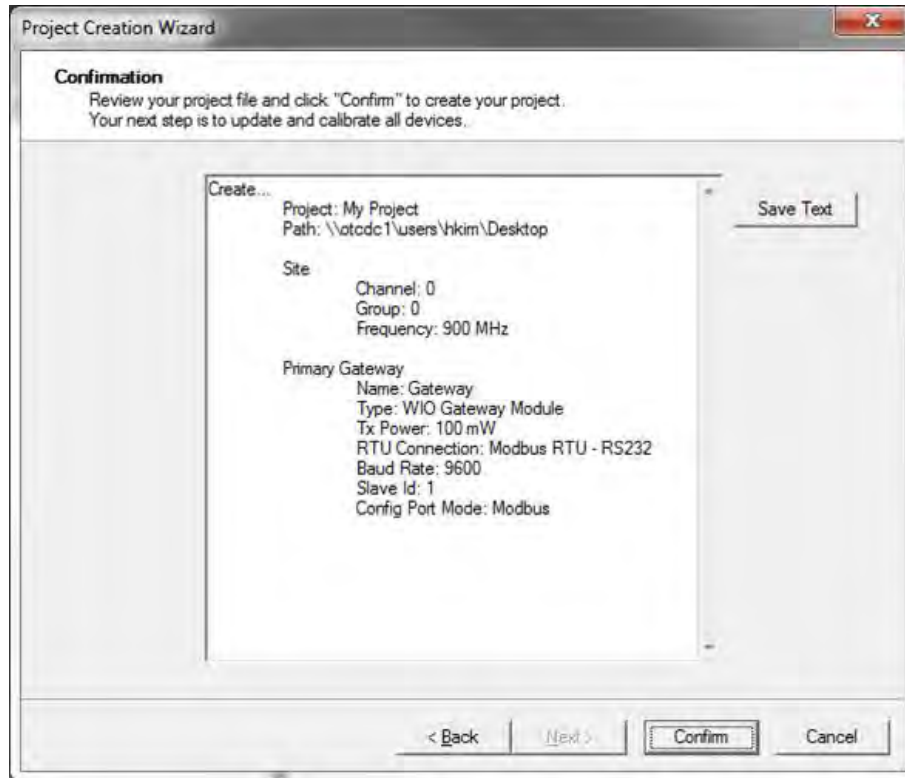 Project Creation Wizard
Confirmation
Review your project file and click "Confirm" to create your project.
Your next step is to update and calibrate all devices.
Create...
Project: My Project
Path: \\otcdc1\users\hkim\Desktop
Site
Channel: 0
Group: 0
Frequency: 900 MHz
Primary Gateway
Name: Gateway
Type: WIO Gateway Module
Tx Power: 100 mW
RTU Connection: Modbus RTU - RS232
Baud Rate: 9600
Slave Id: 1
Config Port Mode: Modbus
Save Text
< Back
Next >
Confirm
Cancel